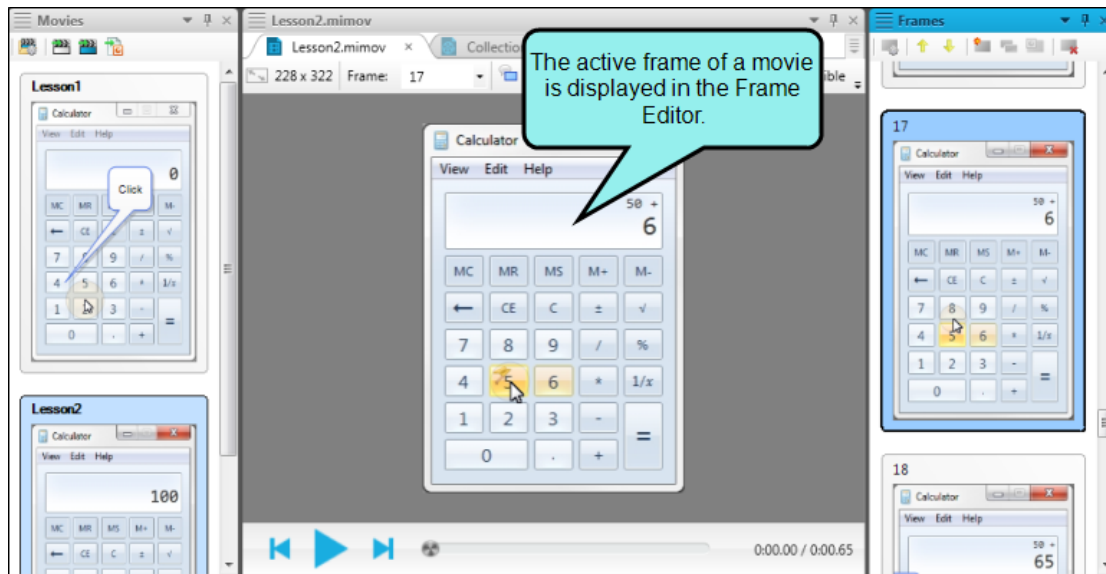 Movies
Lesson1
Calculator
View Edit Help
0
Click
MC MR M-
← CE ± √
7 9 / %
4 5 6 * 1/x
1 3 - =
0 . +
Lesson2
Calculator
View Edit Help
100
MC MR MS M+ M-
← CE C ± √
Lesson2.mimov
Lesson2.mimov ×
228 x 322 Frame: 17
The active frame of a movie
is displayed in the Frame
Editor.
Calculator
View Edit Help
50 +
6
MC MR MS M+ M-
← CE C ± √
7 8 9 / %
4 5 6 * 1/x
1 2 3 - =
0 . +
0:00.00 / 0:00.65
Frames
17
Calculator
View Edit Help
50 +
6
MC MR MS M+ M-
← CE C ± √
7 8 9 / %
4 5 6 * 1/x
1 2 3 - =
0 . +
18
Calculator
View Edit Help
50 +
65